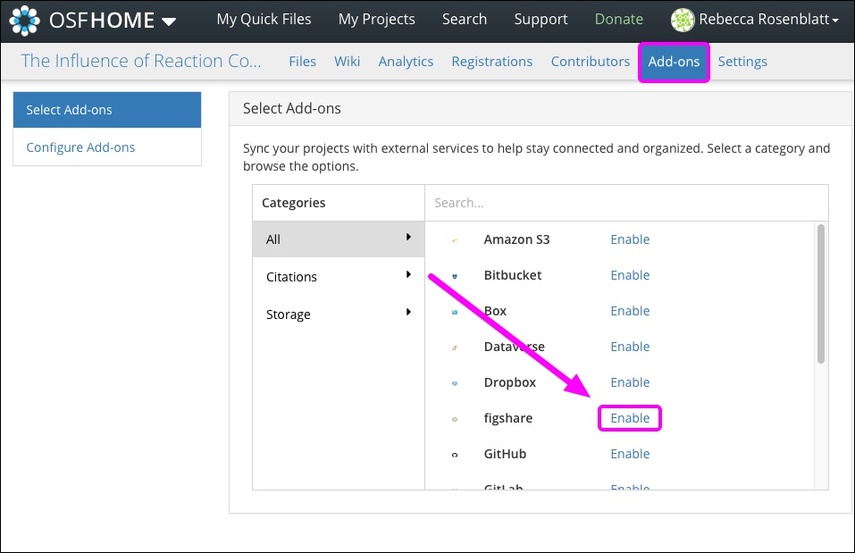 OSFHOME My Quick Files My Projects Search Support Donate Rebecca Rosenblatt
The Influence of Reaction Co... Files Wiki Analytics Registrations Contributors Add-ons Settings
Select Add-ons
Configure Add-ons
Select Add-ons
Sync your projects with external services to help stay connected and organized. Select a category and
browse the options.
Categories
Search...
All
Citations
Storage
Amazon S3 Enable
Bitbucket Enable
Box Enable
Dataverse Enable
Dropbox Enable
figshare Enable
GitHub Enable
GitLab Enable